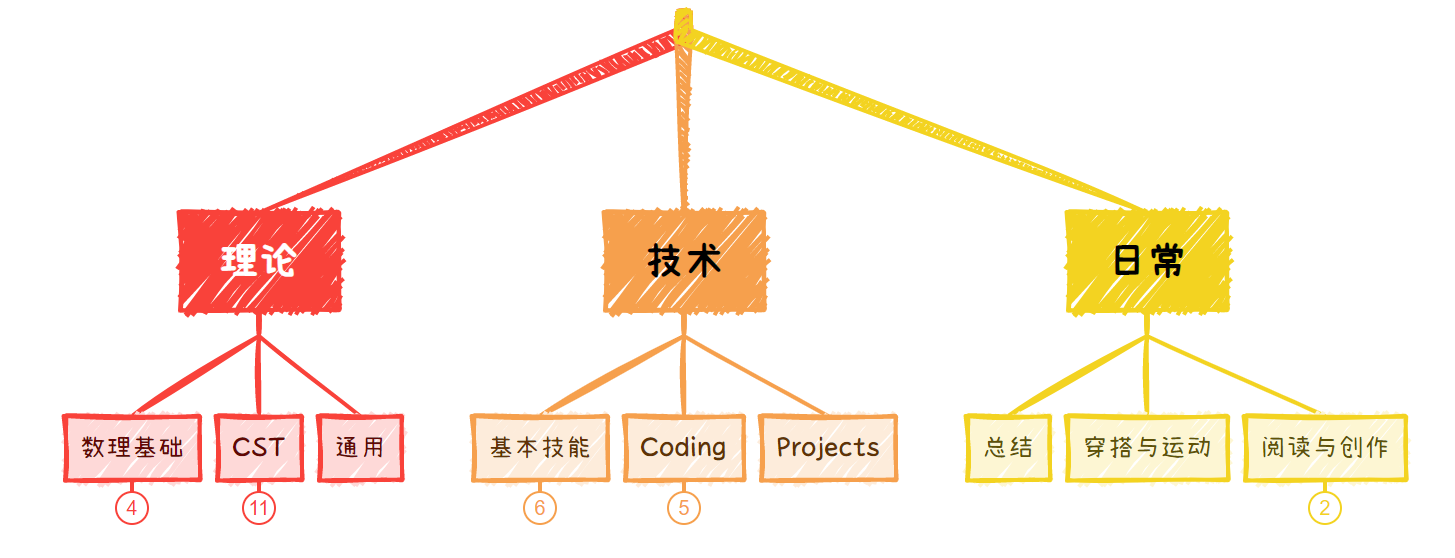 理论
技术
日常
数理基础
CST
通用
基本技能
Coding
Projects
总结
穿搭与运动
阅读与创作
4
11
6
5
2